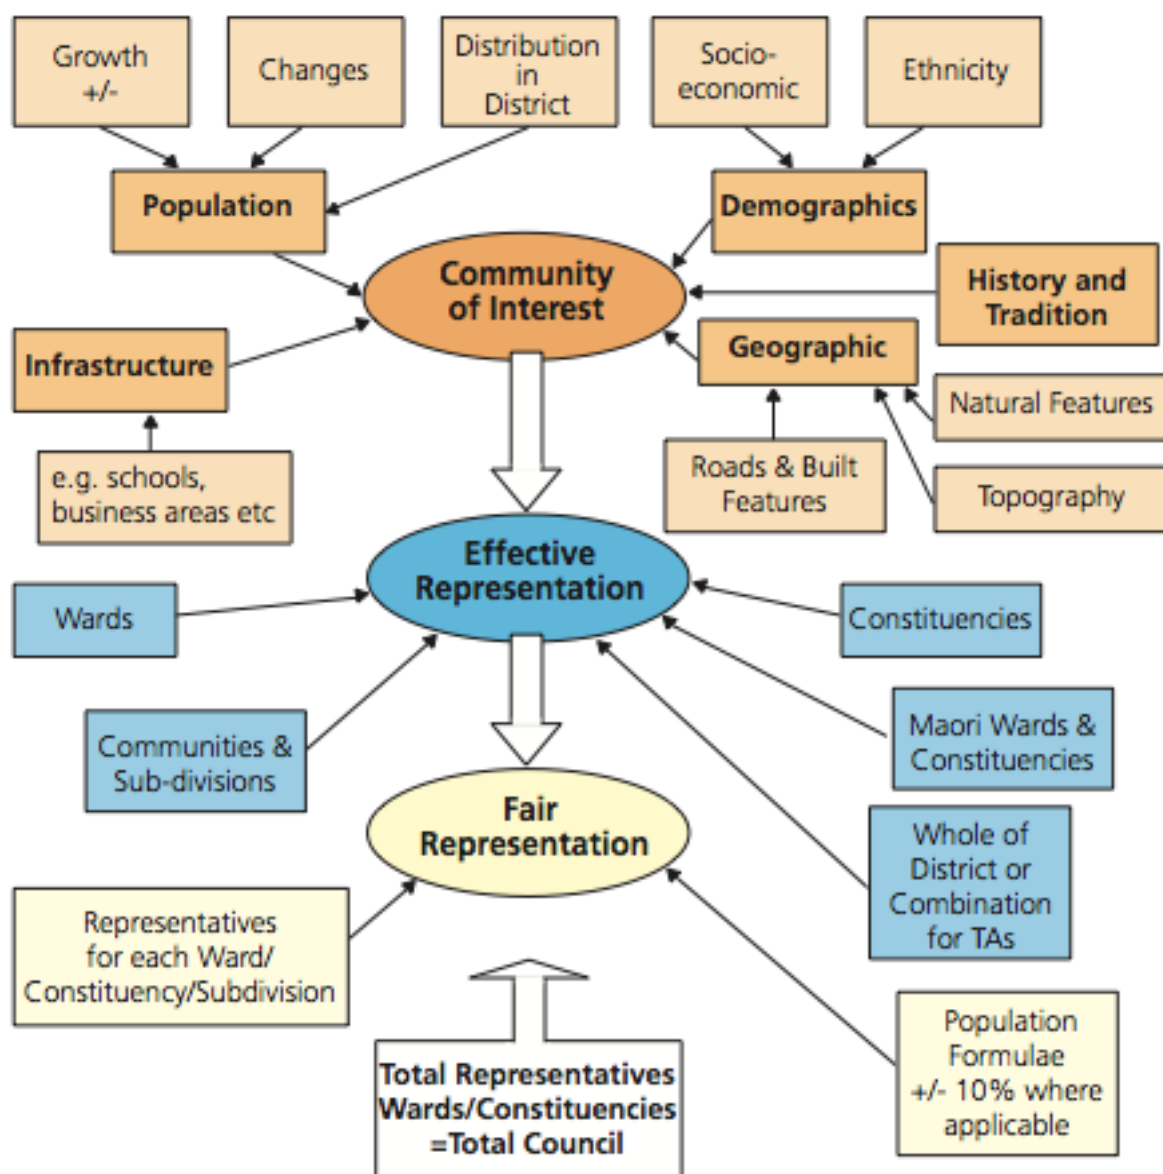 Growth
+/-
Changes
Distribution
in
District
Socio-
economic
Ethnicity
Population
Demographics
Community
of Interest
History and
Tradition
Infrastructure
Geographic
Natural Features
e.g. schools,
business areas etc
Roads & Built
Features
Topography
Effective
Representation
Wards
Constituencies
Communities &
Sub-divisions
Maori Wards &
Constituencies
Fair
Representation
Whole of
District or
Combination
for TAs
Representatives
for each Ward/
Constituency/Subdivision
Population
Formulae
+/- 10% where
applicable
Total Representatives
Wards/Constituencies
=Total Council